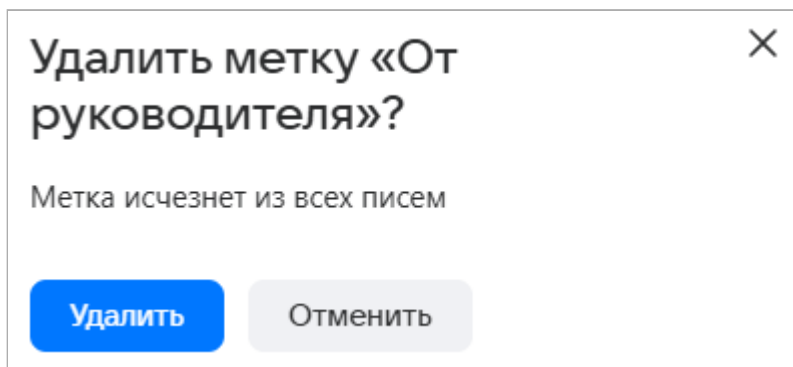 Удалить метку «От
руководителя»?
Метка исчезнет из всех писем
Удалить
Отменить